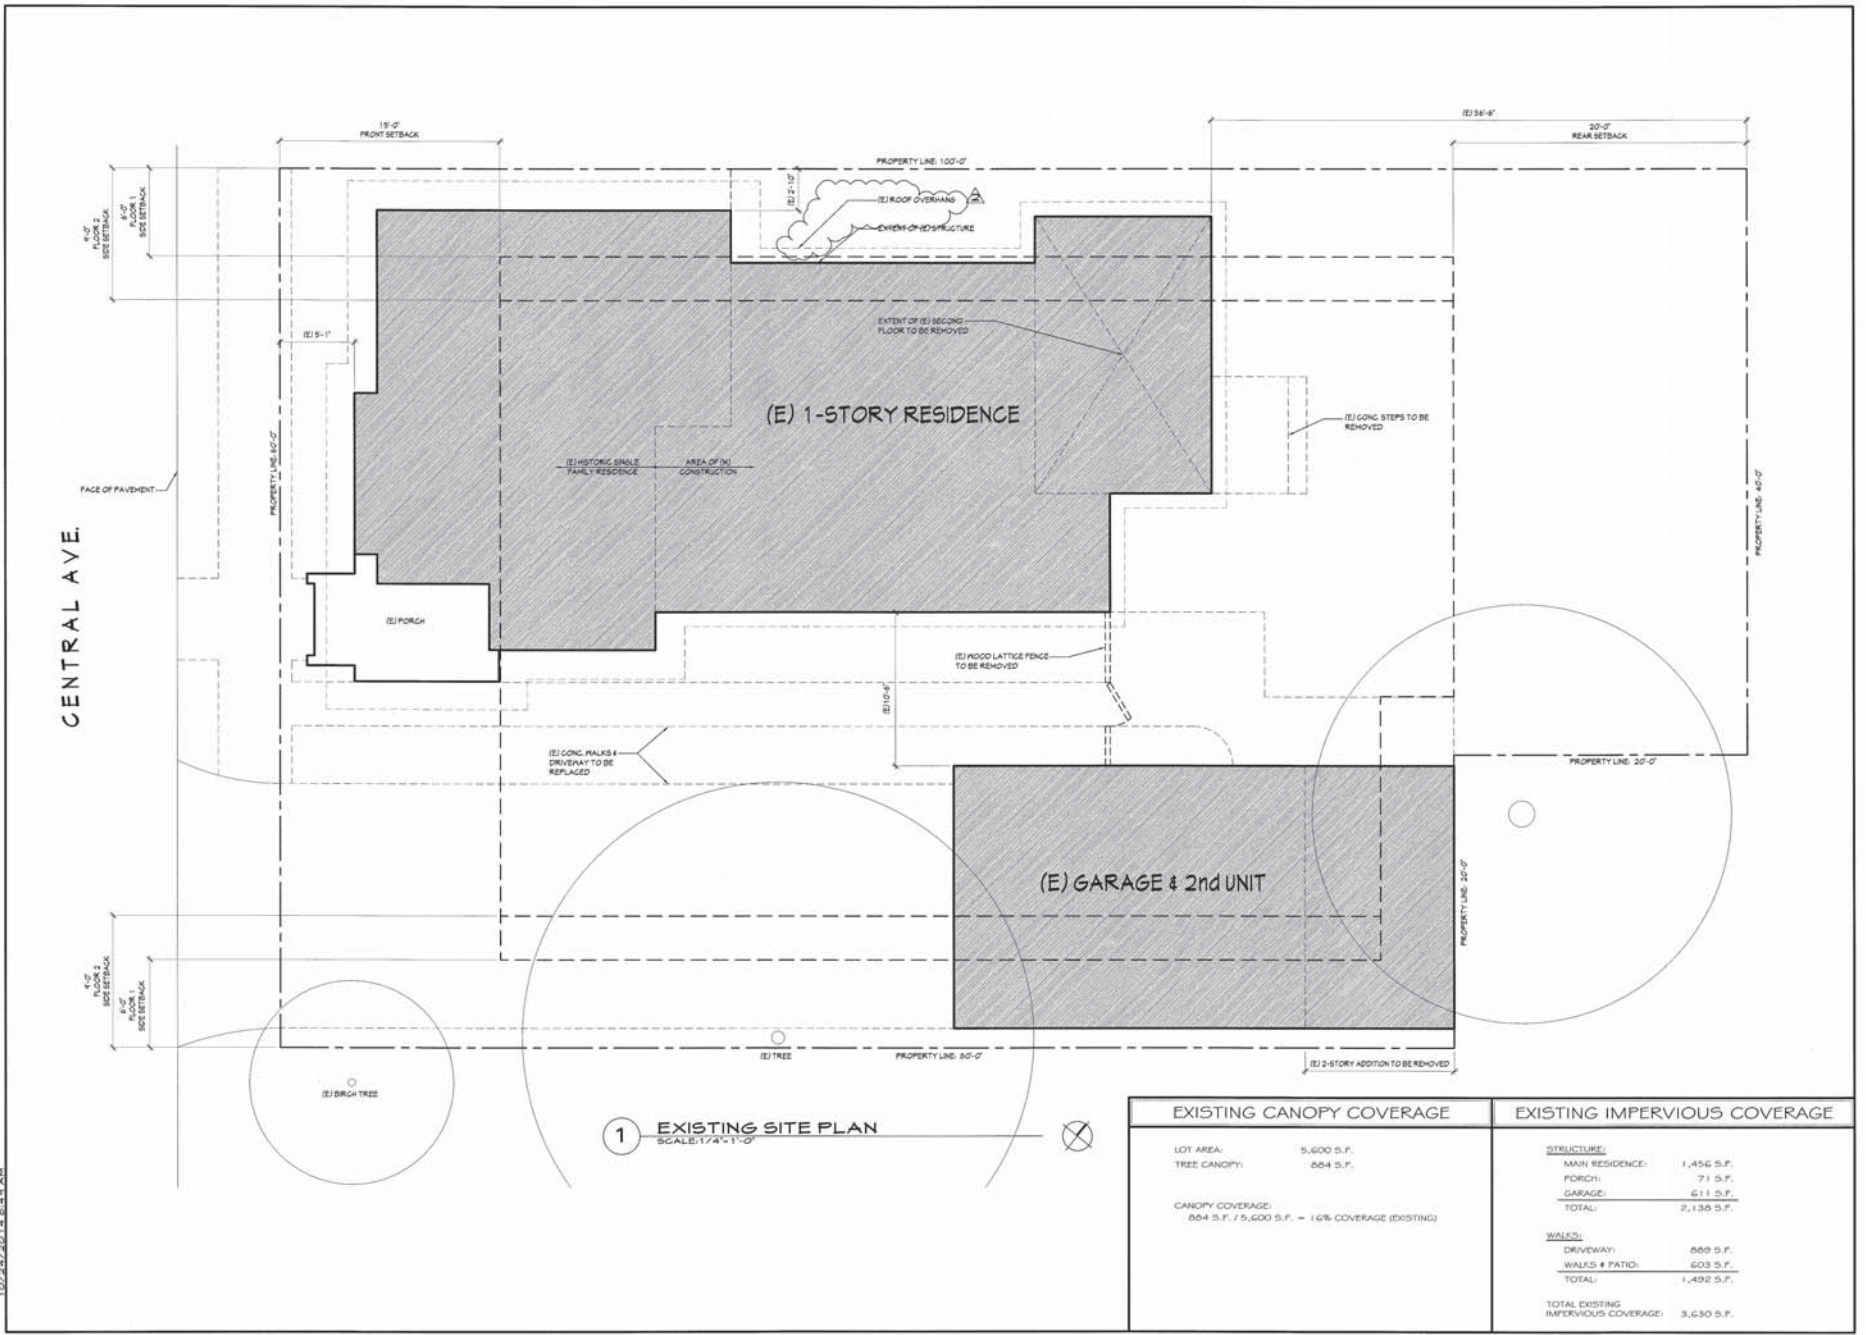 (E) 36'-6"
15'-0"
FRONT SETBACK
20'-0"
REAR SETBACK
PROPERTY LINE: 100'-0"
9'-0"
FLOOR 2
SIDE SETBACK
6'-0"
FLOOR 1
SIDE SETBACK
(E) 2'-10"
(E) ROOF OVERHANG
2
EXTENT OF (E) STRUCTURE
(E) 5'-1"
EXTENT OF (E) SECOND
FLOOR TO BE REMOVED
(E) 1-STORY RESIDENCE
(E) CONC. STEPS TO BE
REMOVED
(E) HISTORIC SINGLE
FAMILY RESIDENCE
AREA OF (N)
CONSTRUCTION
PROPERTY LINE: 60'-0"
FACE OF PAVEMENT
PROPERTY LINE: 40'-0"
CENTRAL AVE.
(E) PORCH
(E) WOOD LATTICE FENCE
TO BE REMOVED
(E) 10'-6"
(E) CONC. WALKS &
DRIVEWAY TO BE
REPLACED
PROPERTY LINE: 20'-0"
(E) GARAGE & 2nd UNIT
PROPERTY LINE: 20'-0"
9'-0"
FLOOR 2
SIDE SETBACK
6'-0"
FLOOR 1
SIDE SETBACK
(E) TREE
PROPERTY LINE: 80'-0"
(E) 2-STORY ADDITION TO BE REMOVED
(E) BIRCH TREE
1
EXISTING SITE PLAN
SCALE: 1/4"=1'-0"
EXISTING CANOPY COVERAGE
LOT AREA: 5,600 S.F.
TREE CANOPY: 884 S.F.
CANOPY COVERAGE:
884 S.F. / 5,600 S.F. = 16% COVERAGE (EXISTING)
EXISTING IMPERVIOUS COVERAGE
STRUCTURE:
MAIN RESIDENCE: 1,456 S.F.
PORCH: 71 S.F.
GARAGE: 611 S.F.
TOTAL: 2,138 S.F.
WALKS:
DRIVEWAY: 889 S.F.
WALKS & PATIO: 603 S.F.
TOTAL: 1,492 S.F.
TOTAL EXISTING
IMPERVIOUS COVERAGE: 3,630 S.F.